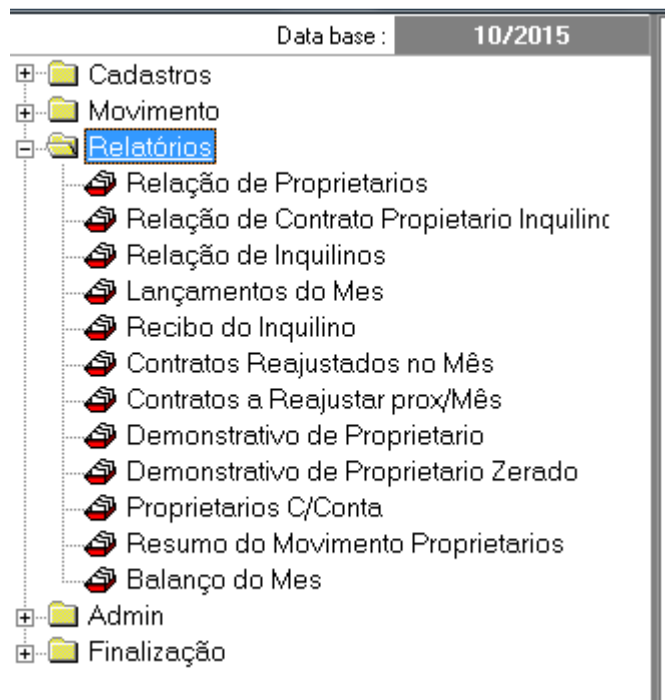 Data base : 10/2015
Cadastros
Movimento
Relatórios
Relação de Proprietarios
Relação de Contrato Propietario Inquilinc
Relação de Inquilinos
Lançamentos do Mes
Recibo do Inquilino
Contratos Reajustados no Mês
Contratos a Reajustar prox/Mês
Demonstrativo de Proprietario
Demonstrativo de Proprietario Zerado
Proprietarios C/Conta
Resumo do Movimento Proprietarios
Balanço do Mes
Admin
Finalização